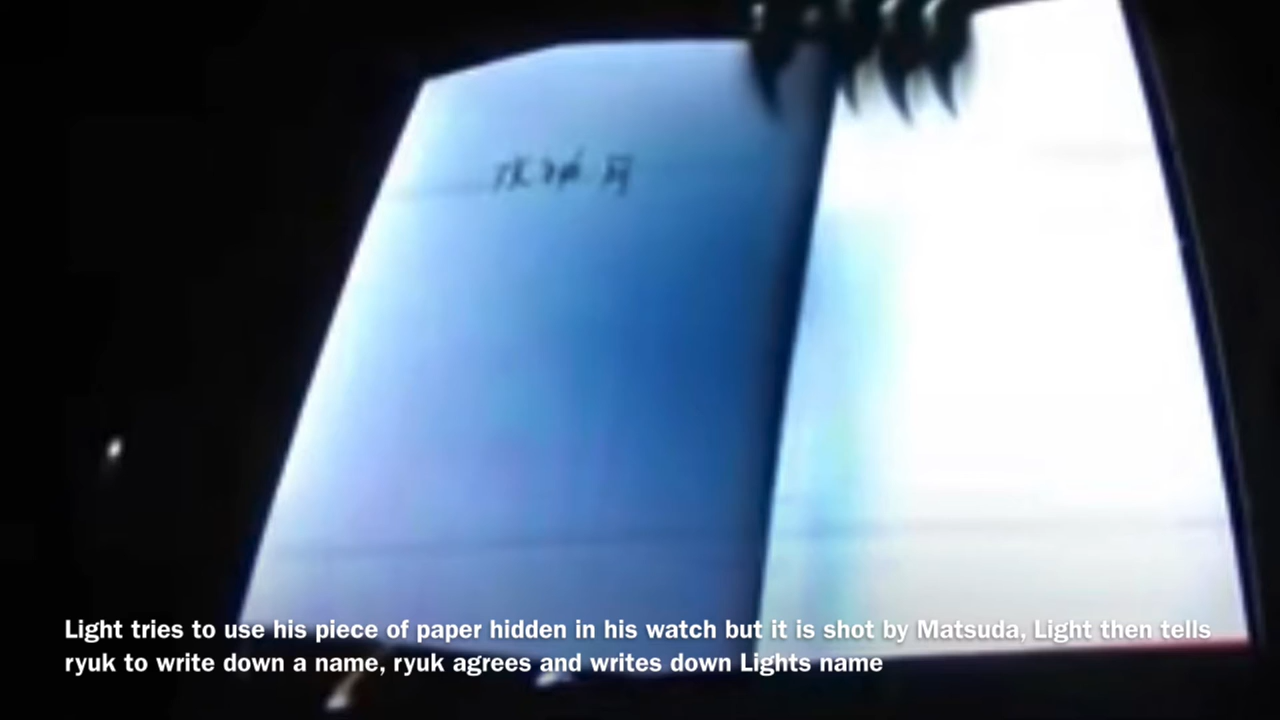 Light tries to use his piece of paper hidden in his watch but it is shot by Matsuda, Light then tells
ryuk to write down a name, ryuk agrees and writes down Lights name